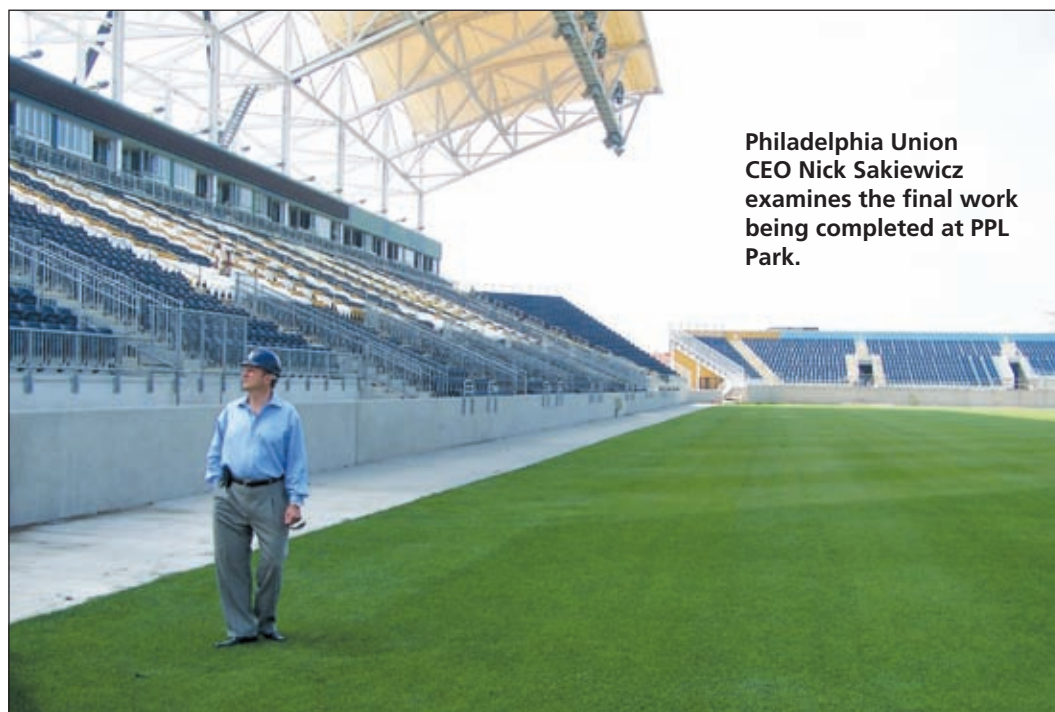 Philadelphia Union
CEO Nick Sakiewicz
examines the final work
being completed at PPL
Park.